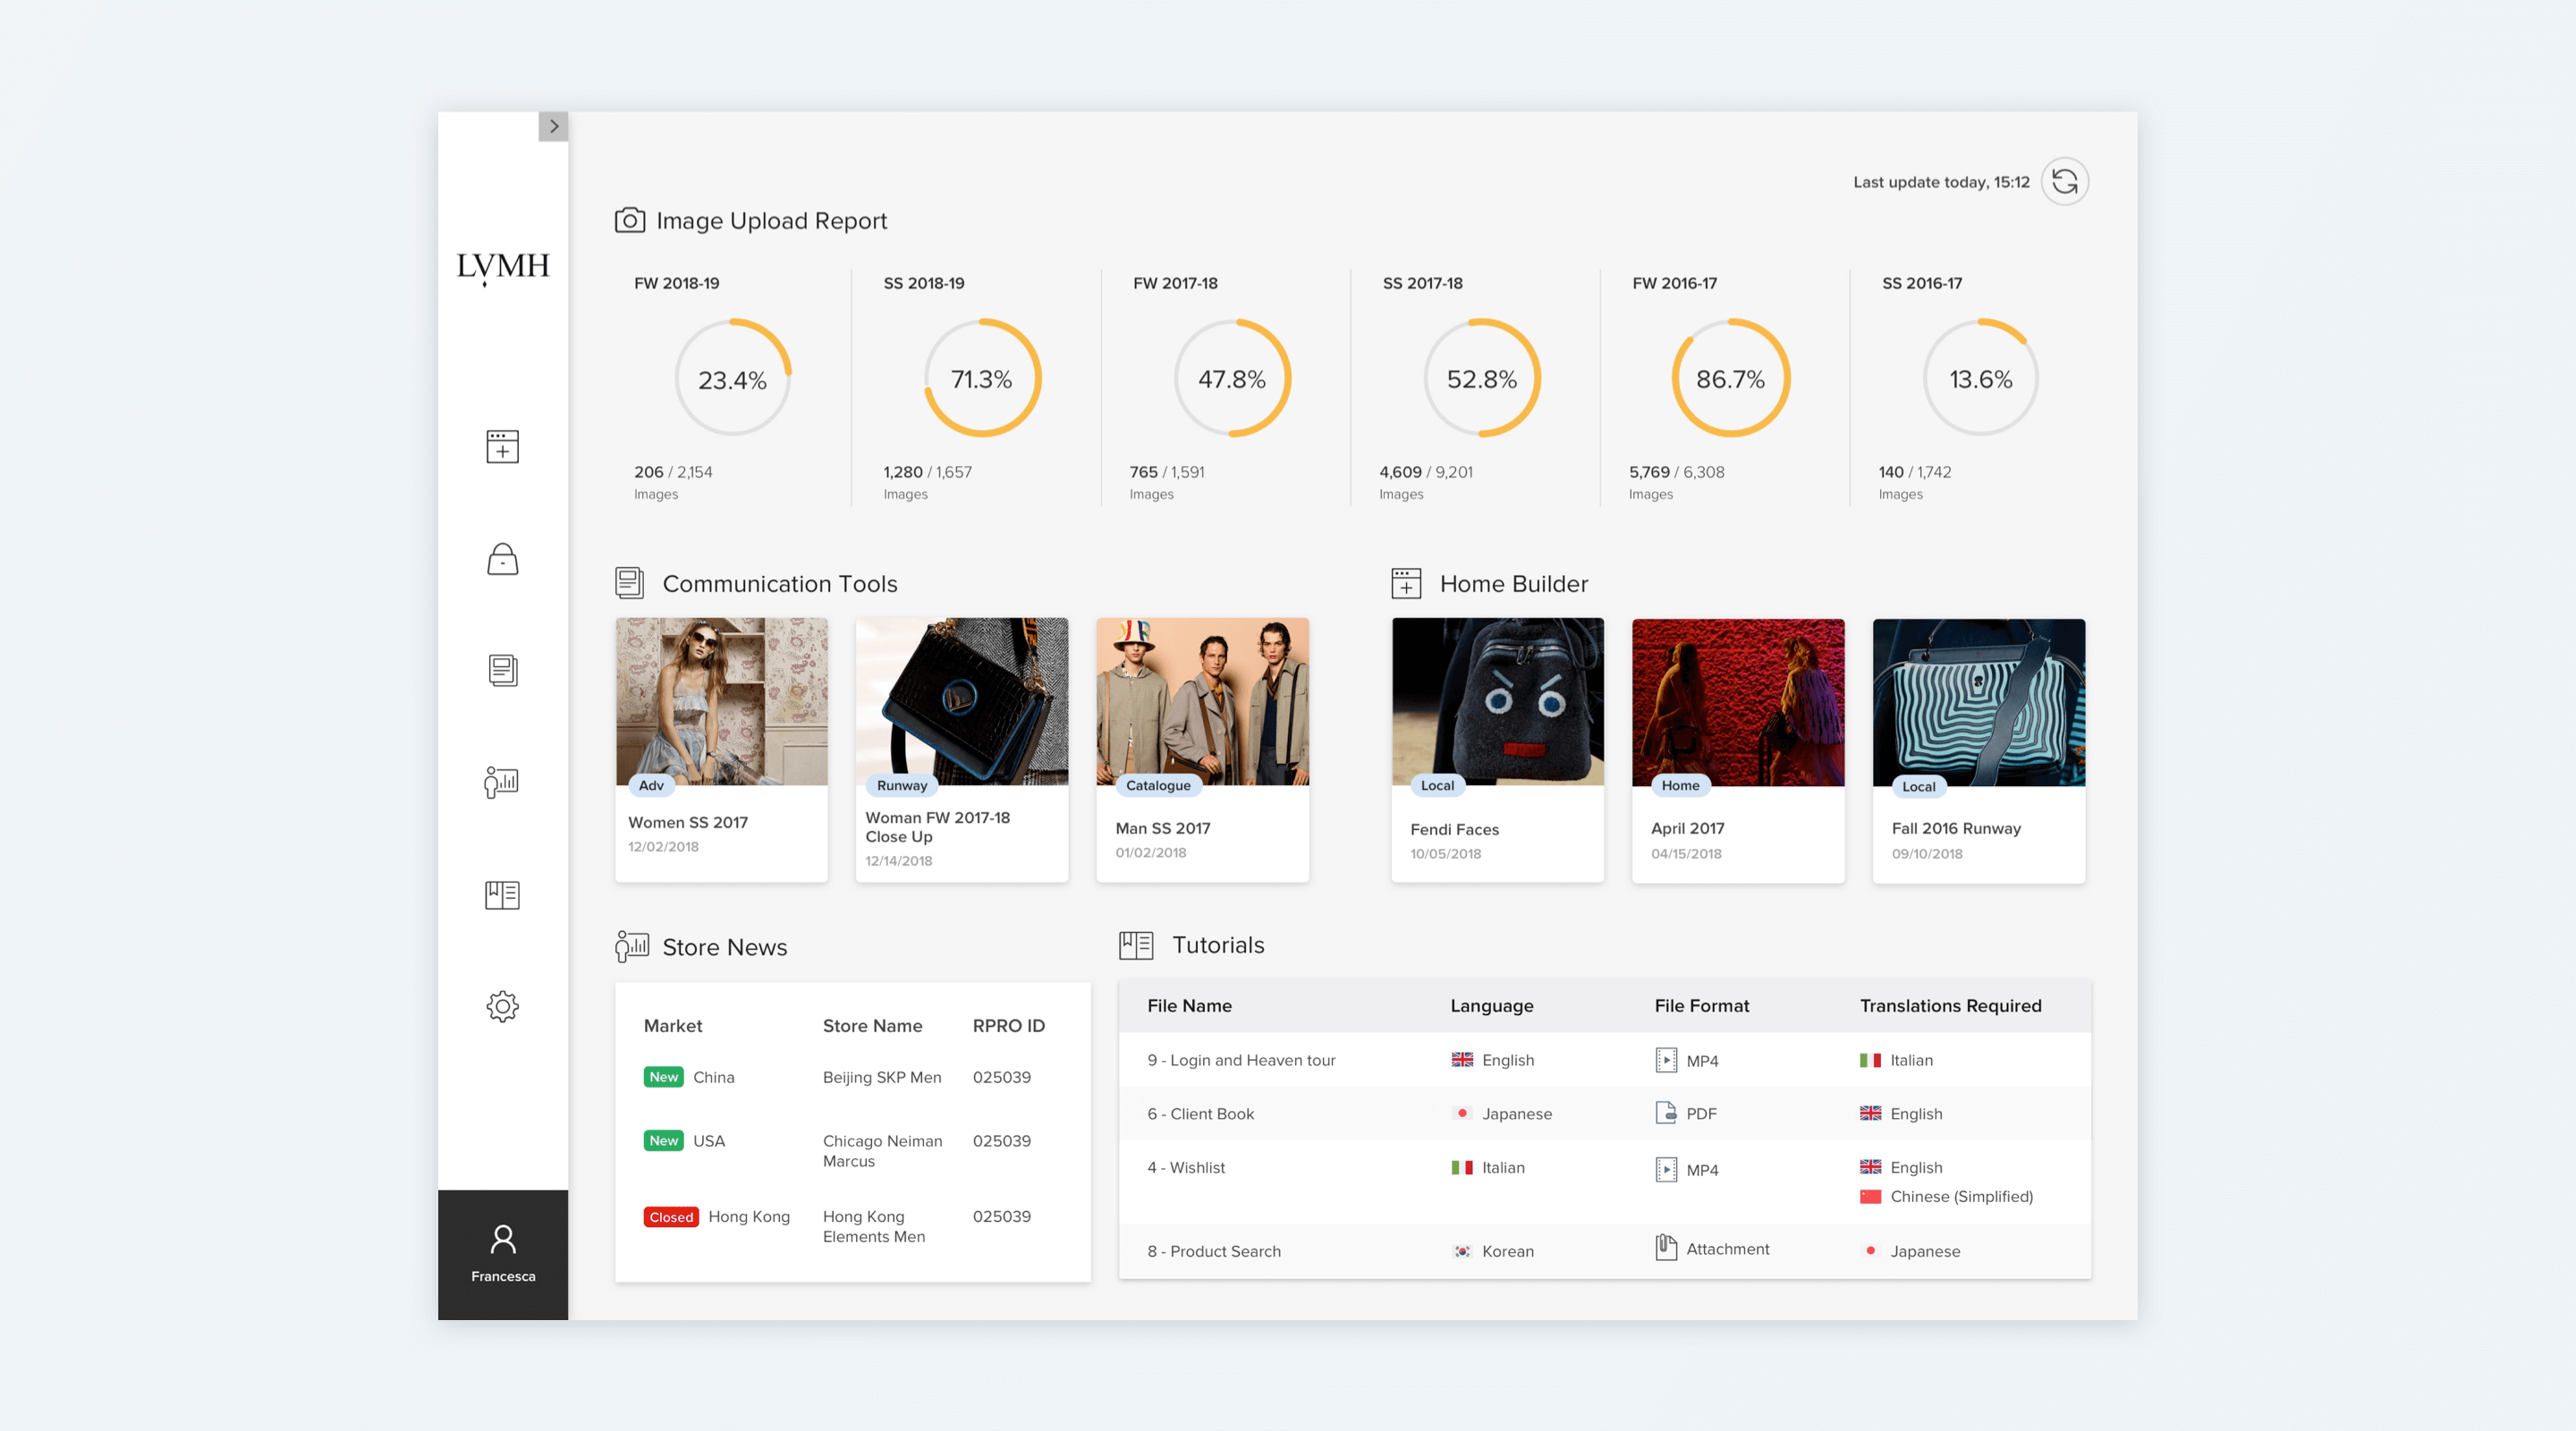 LVMH
Francesca
Last update today, 15:12
Image Upload Report
FW 2018-19
23.4%
206 / 2,154
Images
SS 2018-19
71.3%
1,280 / 1,657
Images
FW 2017-18
47.8%
765 / 1,591
Images
SS 2017-18
52.8%
4,609 / 9,201
Images
FW 2016-17
86.7%
5,769 / 6,308
Images
SS 2016-17
13.6%
140 / 1,742
Images
Communication Tools
Adv
Women SS 2017
12/02/2018
Runway
Woman FW 2017-18
Close Up
12/14/2018
Catalogue
Man SS 2017
01/02/2018
Home Builder
Local
Fendi Faces
10/05/2018
Home
April 2017
04/15/2018
Local
Fall 2016 Runway
09/10/2018
Store News
Market Store Name RPRO ID
New China Beijing SKP Men 025039
New USA Chicago Neiman 025039
Marcus
Closed Hong Kong Hong Kong 025039
Elements Men
Tutorials
File Name Language File Format Translations Required
9 - Login and Heaven tour English MP4 Italian
6 - Client Book Japanese PDF English
4 - Wishlist Italian MP4 English
Chinese (Simplified)
8 - Product Search Korean Attachment Japanese